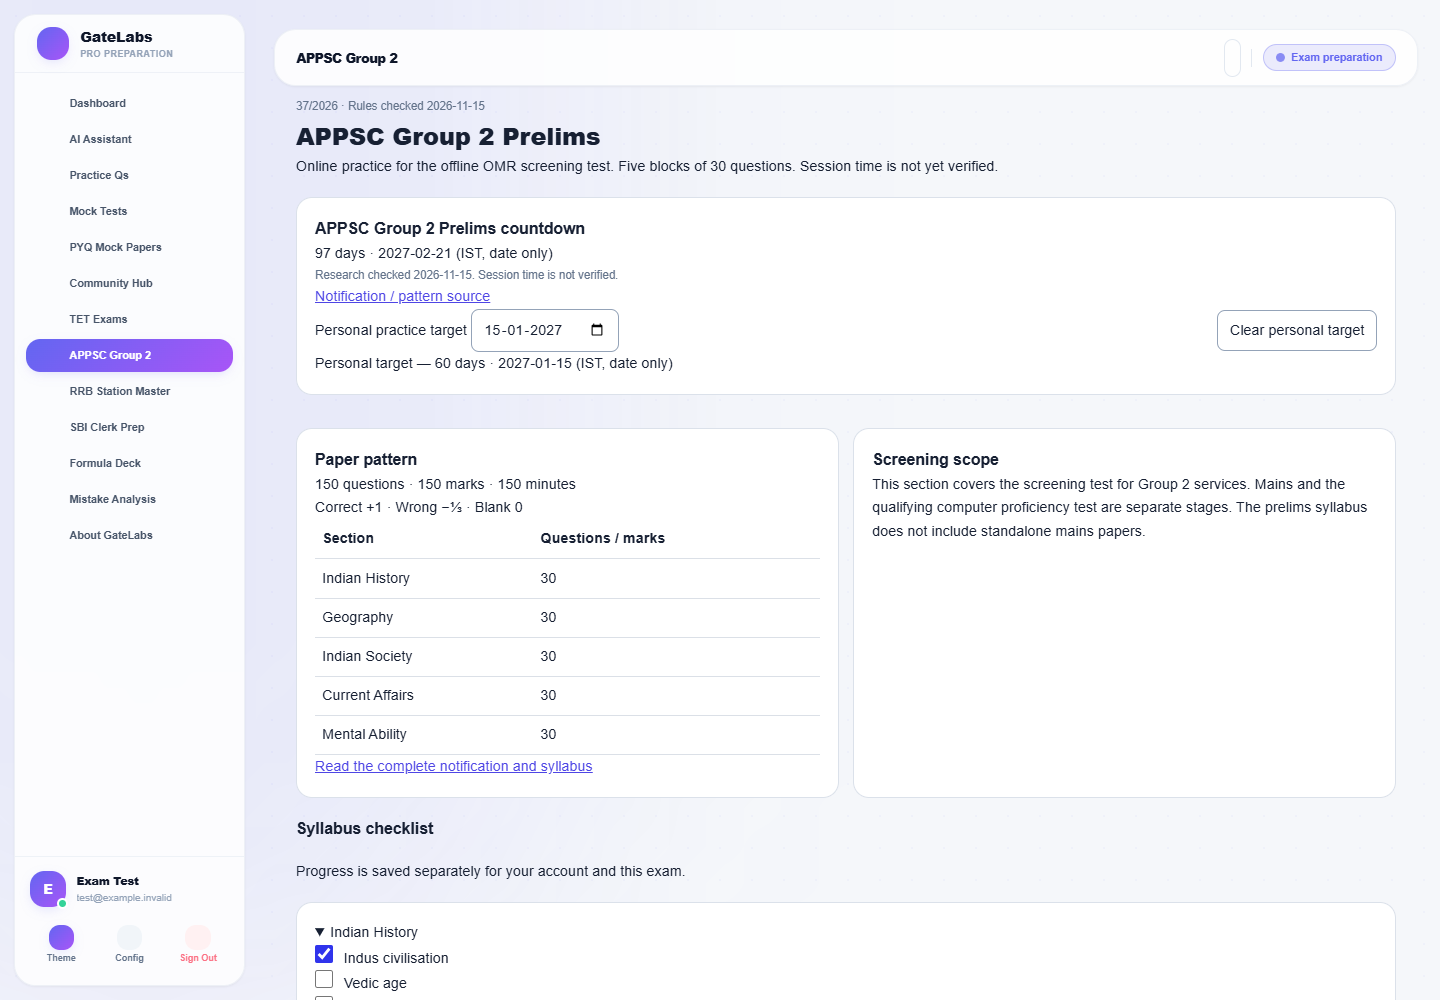 GateLabs
PRO PREPARATION
Dashboard
AI Assistant
Practice Qs
Mock Tests
PYQ Mock Papers
Community Hub
TET Exams
APPSC Group 2
RRB Station Master
SBI Clerk Prep
Formula Deck
Mistake Analysis
About GateLabs
E
Exam Test
test@example.invalid
Theme
Config
Sign Out
APPSC Group 2
Exam preparation
37/2026 · Rules checked 2026-11-15
APPSC Group 2 Prelims
Online practice for the offline OMR screening test. Five blocks of 30 questions. Session time is not yet verified.
APPSC Group 2 Prelims countdown
97 days · 2027-02-21 (IST, date only)
Research checked 2026-11-15. Session time is not verified.
Notification / pattern source
Personal practice target 15-01-2027
Clear personal target
Personal target — 60 days · 2027-01-15 (IST, date only)
Paper pattern
150 questions · 150 marks · 150 minutes
Correct +1 · Wrong −⅓ · Blank 0
Section Questions / marks
Indian History 30
Geography 30
Indian Society 30
Current Affairs 30
Mental Ability 30
Read the complete notification and syllabus
Screening scope
This section covers the screening test for Group 2 services. Mains and the
qualifying computer proficiency test are separate stages. The prelims syllabus
does not include standalone mains papers.
Syllabus checklist
Progress is saved separately for your account and this exam.
▼ Indian History
Indus civilisation
Vedic age